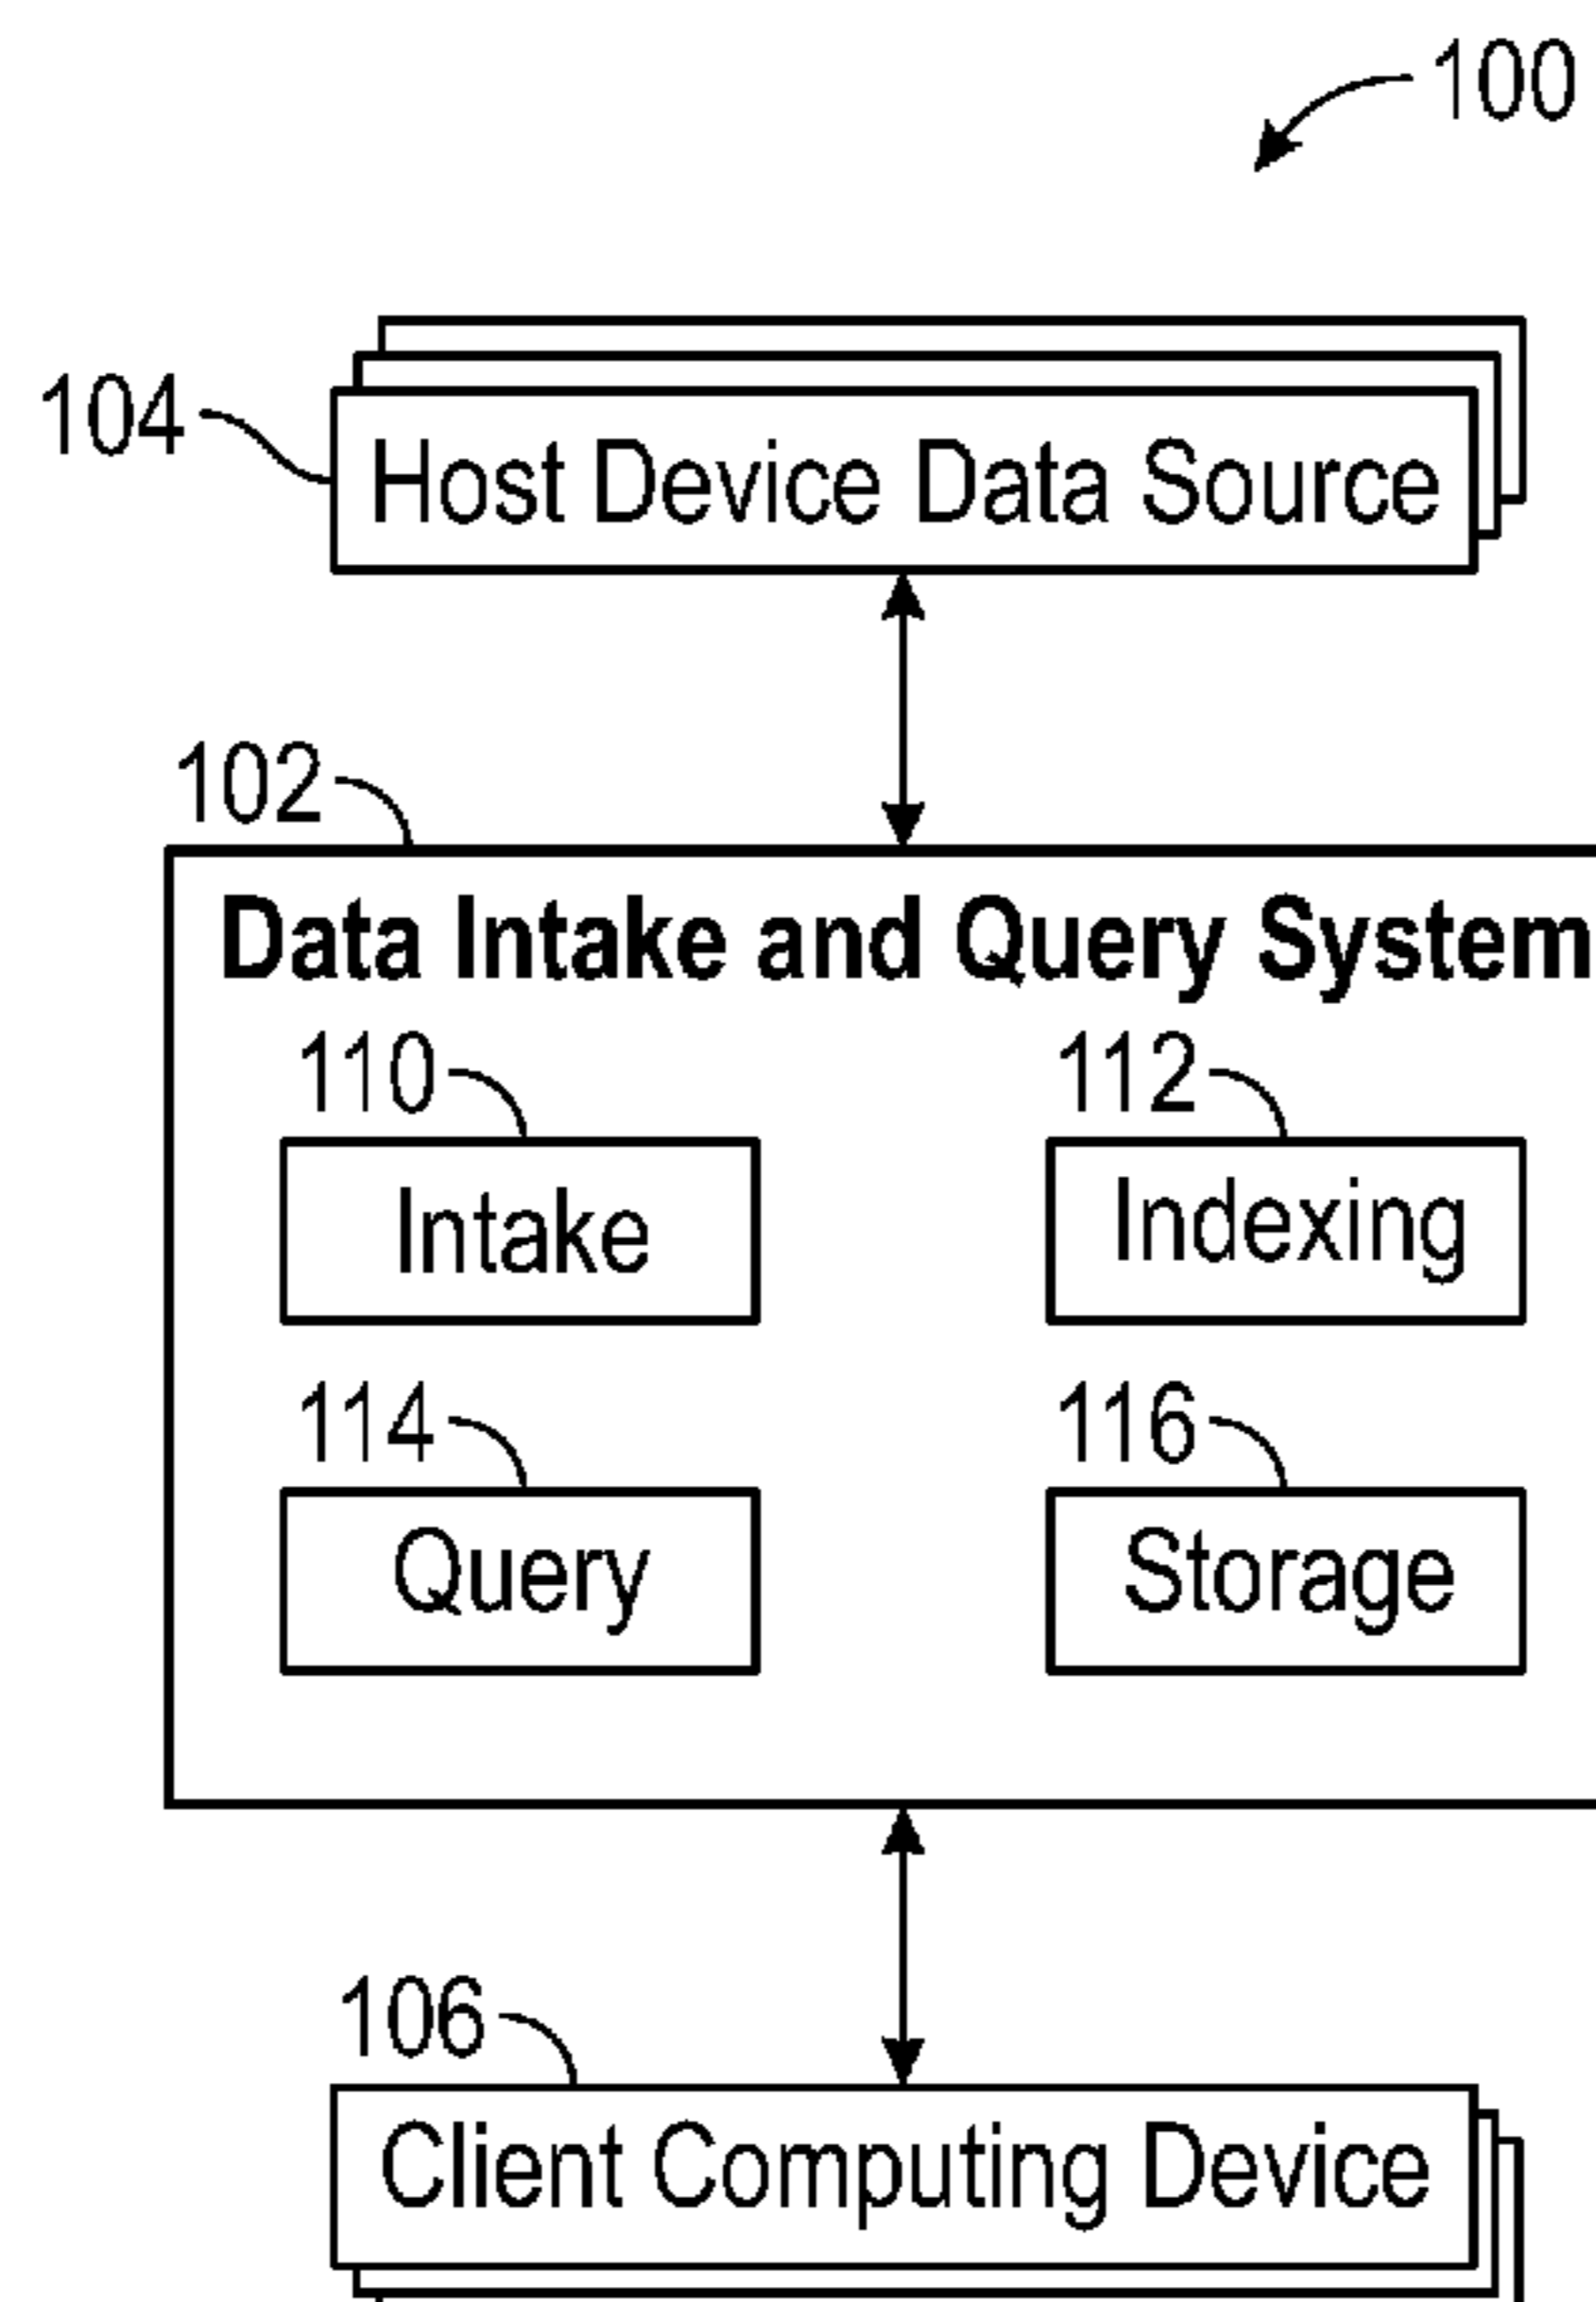 100
104
Host Device Data Source
102
Data Intake and Query System
110
112
Intake
Indexing
114
116
Query
Storage
106
Client Computing Device